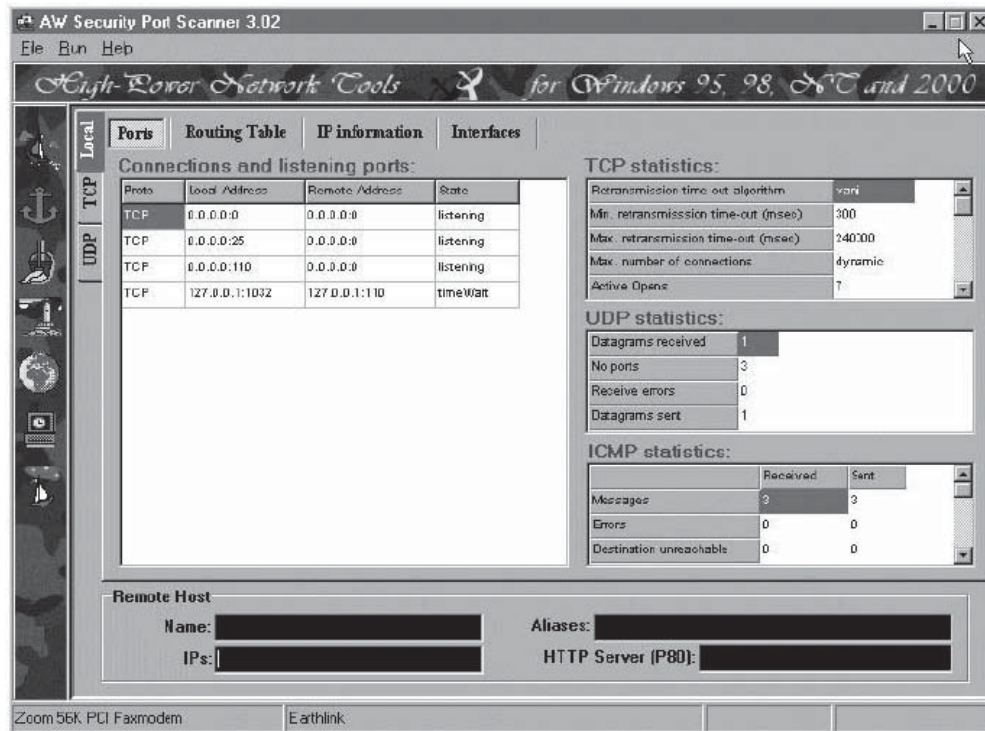 AW Security Port Scanner 3.02
File Run Help
High-Power Network Tools for Windows 95, 98, NT and 2000
Local
TCP
UDP
Ports Routing Table IP information Interfaces
Connections and listening ports:
Proto Local Address Remote Address State
TCP 0.0.0.0:0 0.0.0.0:0 listening
TCP 0.0.0.0:25 0.0.0.0:0 listening
TCP 0.0.0.0:110 0.0.0.0:0 listening
TCP 127.0.0.1:1032 127.0.0.1:110 timeWait
TCP statistics:
Retransmission time-out algorithm vanj
Min. retransmisssion time-out (msec) 300
Max. retransmission time-out (msec) 240000
Max. number of connections dynamic
Active Opens 7
UDP statistics:
Datagrams received 1
No ports 3
Receive errors 0
Datagrams sent 1
ICMP statistics:
Received Sent
Messages 3 3
Errors 0 0
Destination unreachable 0 0
Remote Host
Name:
Aliases:
IPs:
HTTP Server (P80):
Zoom 56K PCI Faxmodem Earthlink